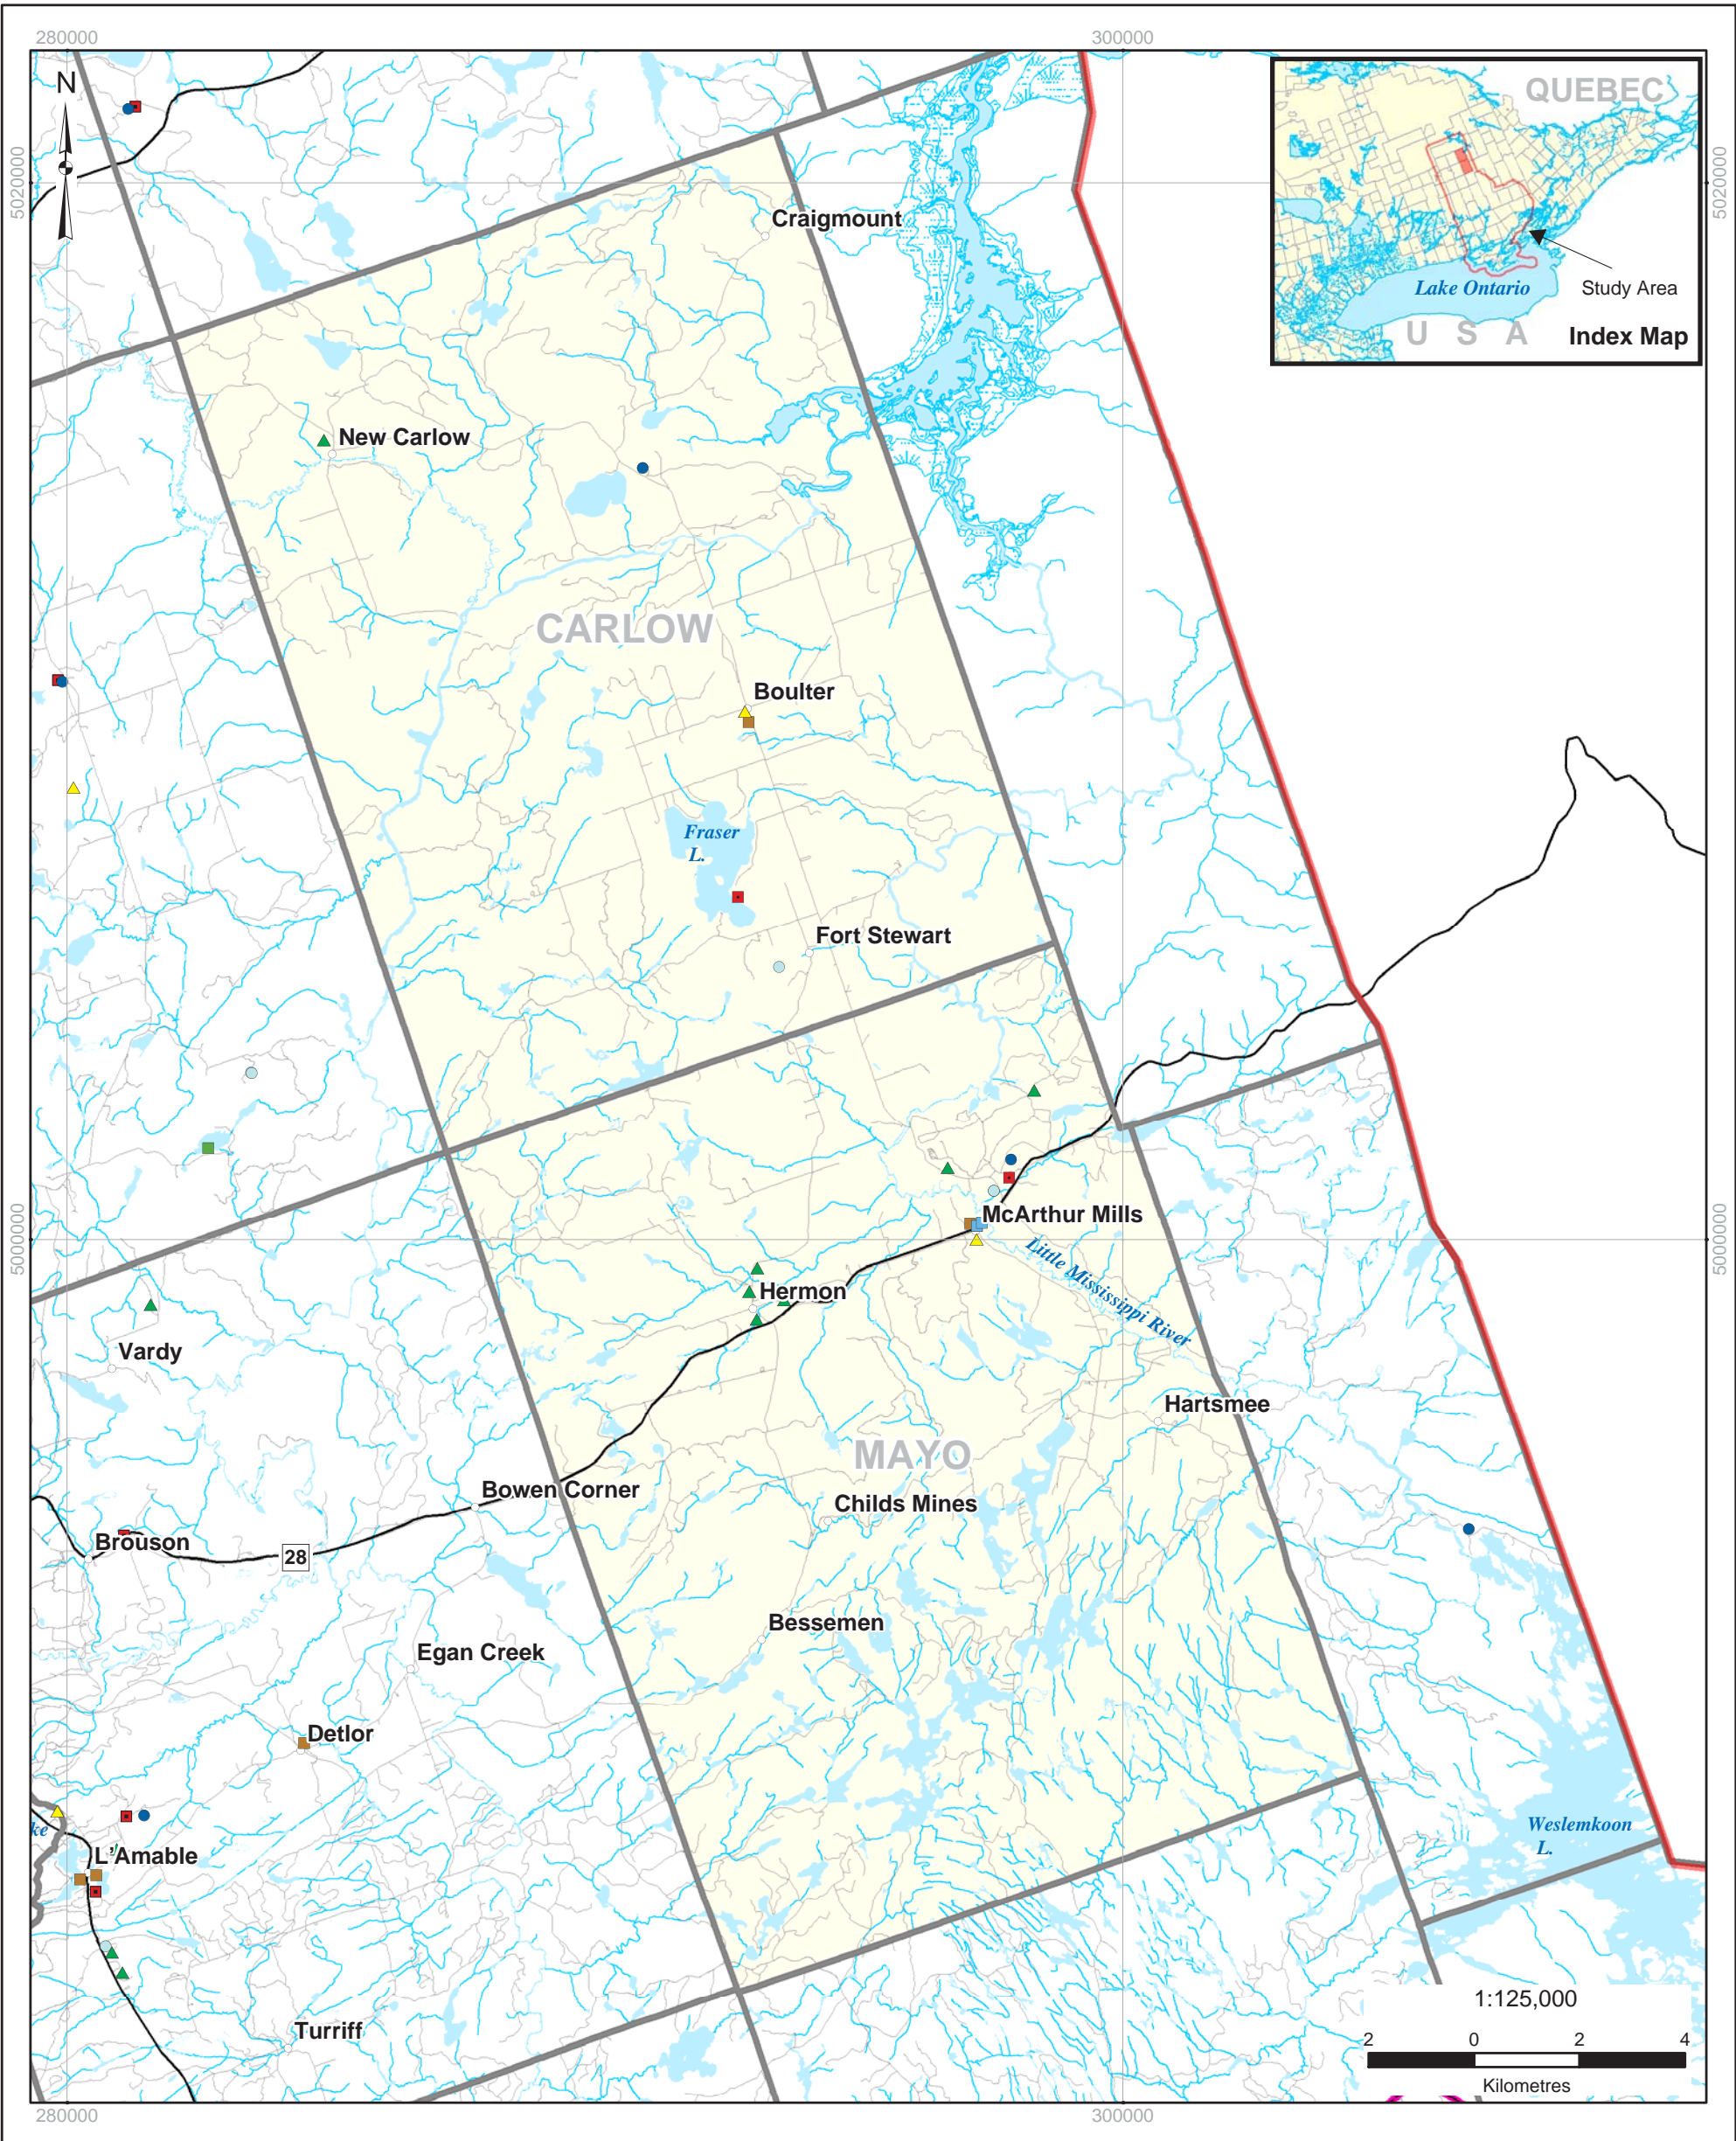 280000
300000
N
5020000
5020000
QUEBEC
Lake Ontario
Study Area
U S A
Index Map
Craigmount
New Carlow
CARLOW
Boulter
Fraser
L.
Fort Stewart
McArthur Mills
5000000
5000000
Little Mississippi River
Hermon
Vardy
Hartsmee
MAYO
Bowen Corner
Childs Mines
Brouson
28
Bessemen
Egan Creek
Detlor
Weslemkoon
L.
ke
L'Amable
1:125,000
Turriff
2 0 2 4
Kilometres
280000
300000